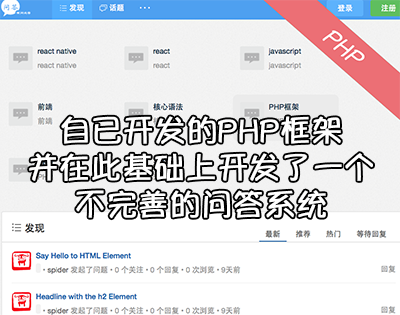 问答
发现 话题 ...
登录 注册
PHP
react native react javascript
react native react javascript
前端 核心语法 PHP框架
前端
自己开发的PHP框架
并在此基础上开发了一个
不完善的问答系统
发现
最新 推荐 热门 等待回复
Say Hello to HTML Element
• spider 发起了问题 • 0 个关注 • 0 个回复 • 0 次浏览 • 9天前 回复
Headline with the h2 Element
• spider 发起了问题 • 0 个关注 • 0 个回复 • 0 次浏览 • 9天前 回复